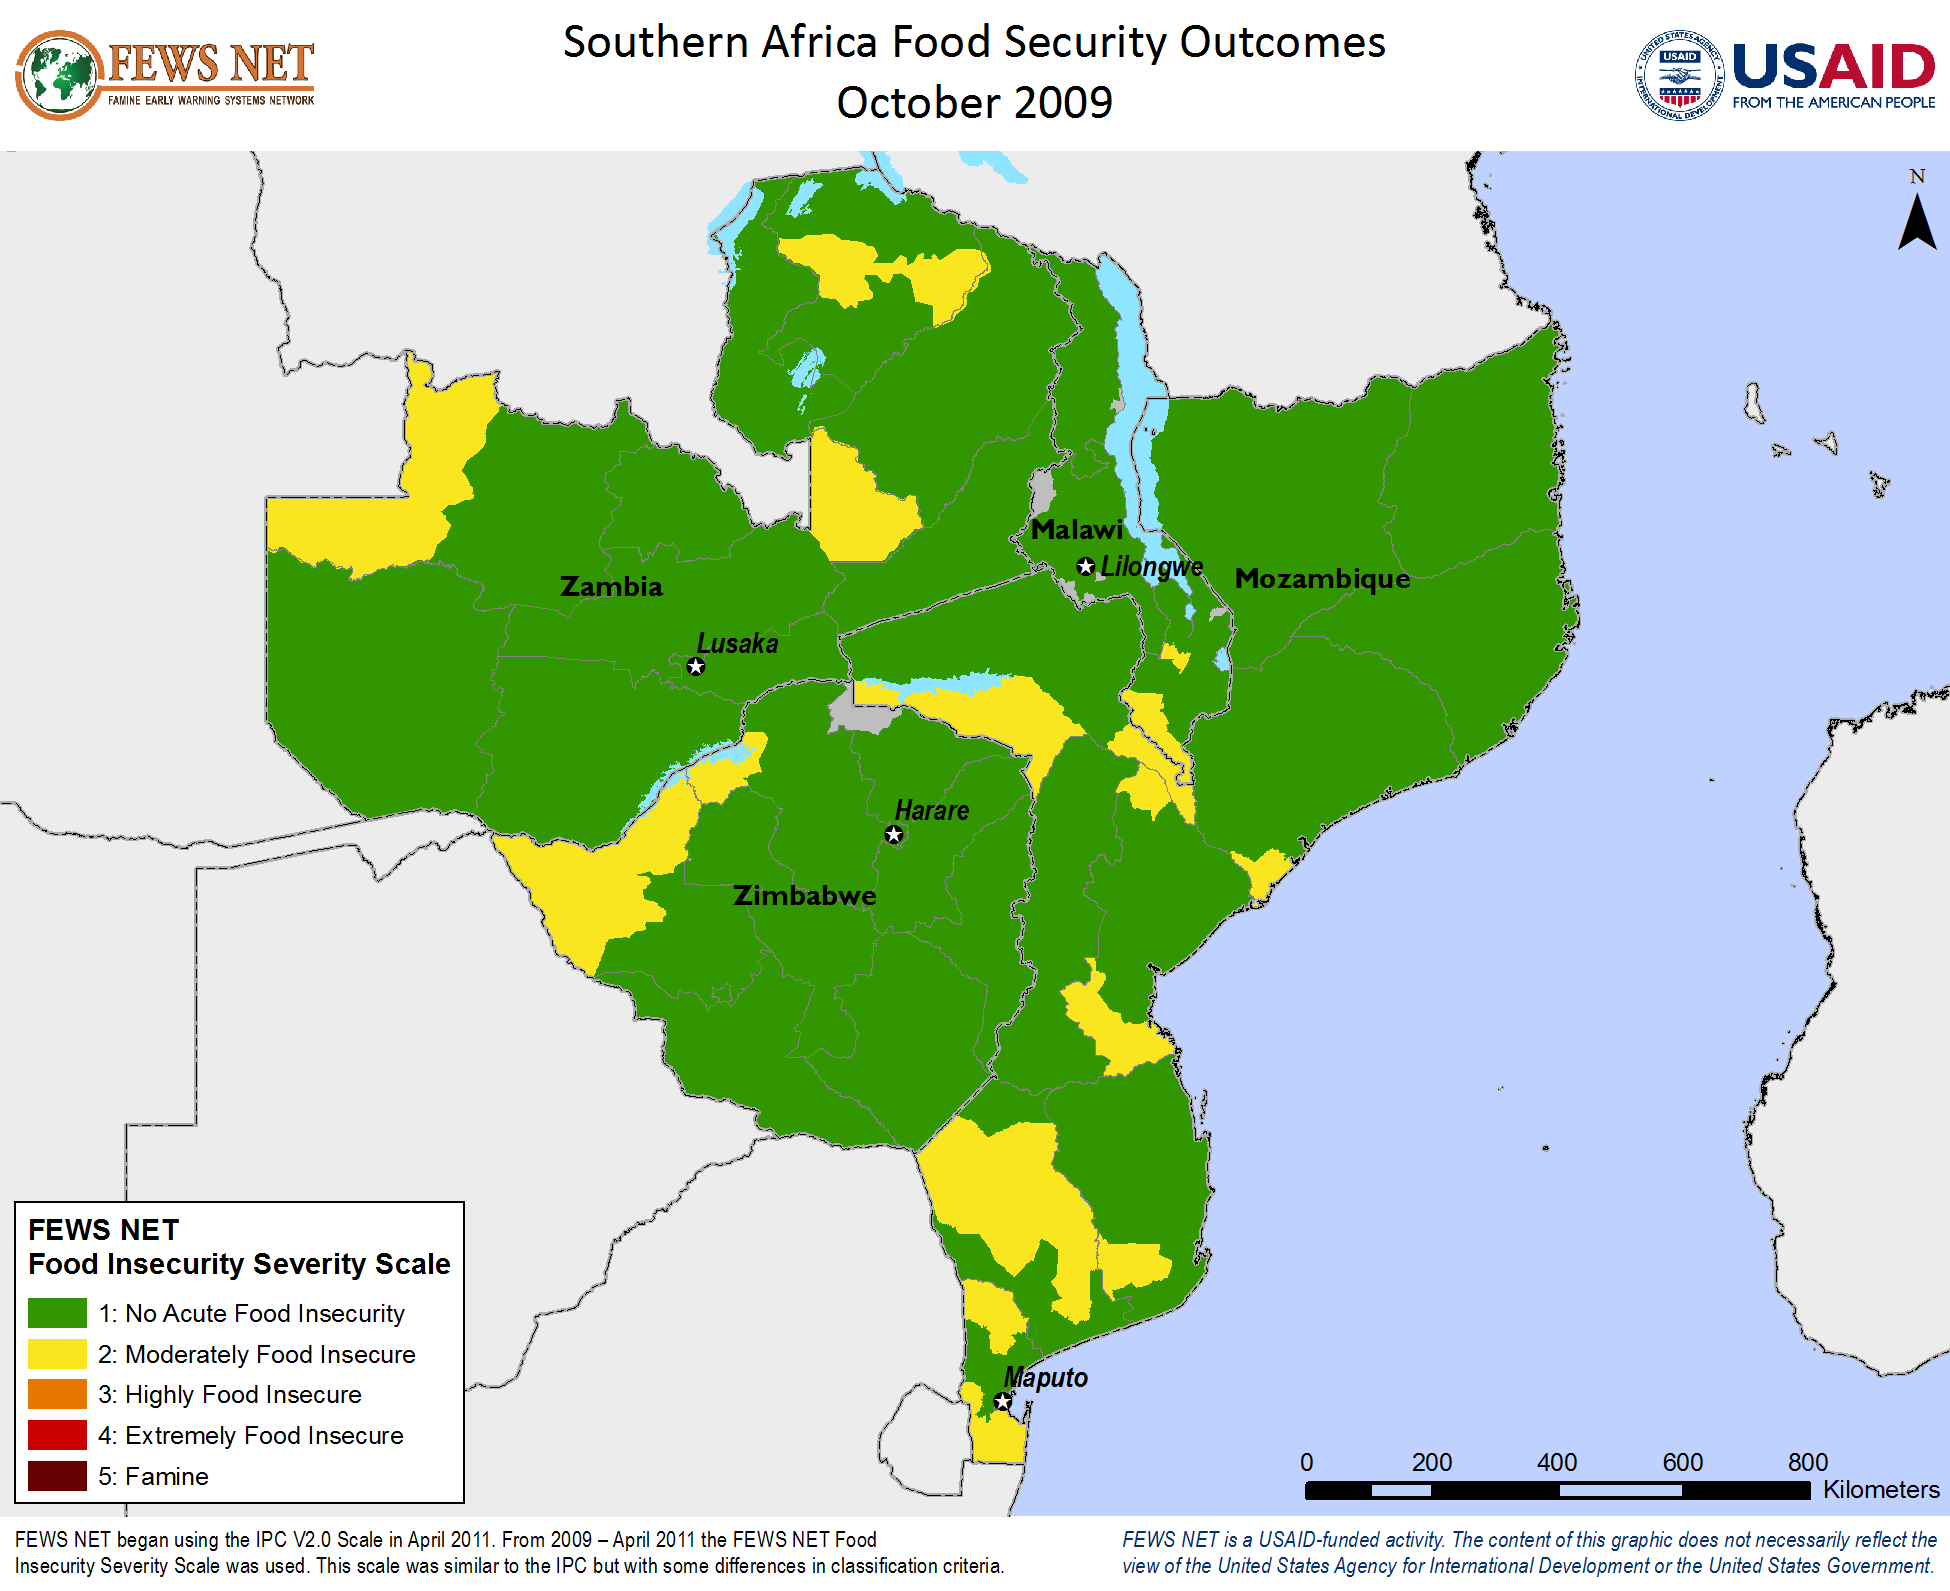 FEWS NET
FAMINE EARLY WARNING SYSTEMS NETWORK
Southern Africa Food Security Outcomes
October 2009
UNITED STATES AGENCY
USAID
INTERNATIONAL DEVELOPMENT
USAID
FROM THE AMERICAN PEOPLE
N
Malawi
Lilongwe
Mozambique
Zambia
Lusaka
Harare
Zimbabwe
Maputo
FEWS NET
Food Insecurity Severity Scale
1: No Acute Food Insecurity
2: Moderately Food Insecure
3: Highly Food Insecure
4: Extremely Food Insecure
5: Famine
0 200 400 600 800
Kilometers
FEWS NET began using the IPC V2.0 Scale in April 2011. From 2009 – April 2011 the FEWS NET Food
Insecurity Severity Scale was used. This scale was similar to the IPC but with some differences in classification criteria.
FEWS NET is a USAID-funded activity. The content of this graphic does not necessarily reflect the
view of the United States Agency for International Development or the United States Government.